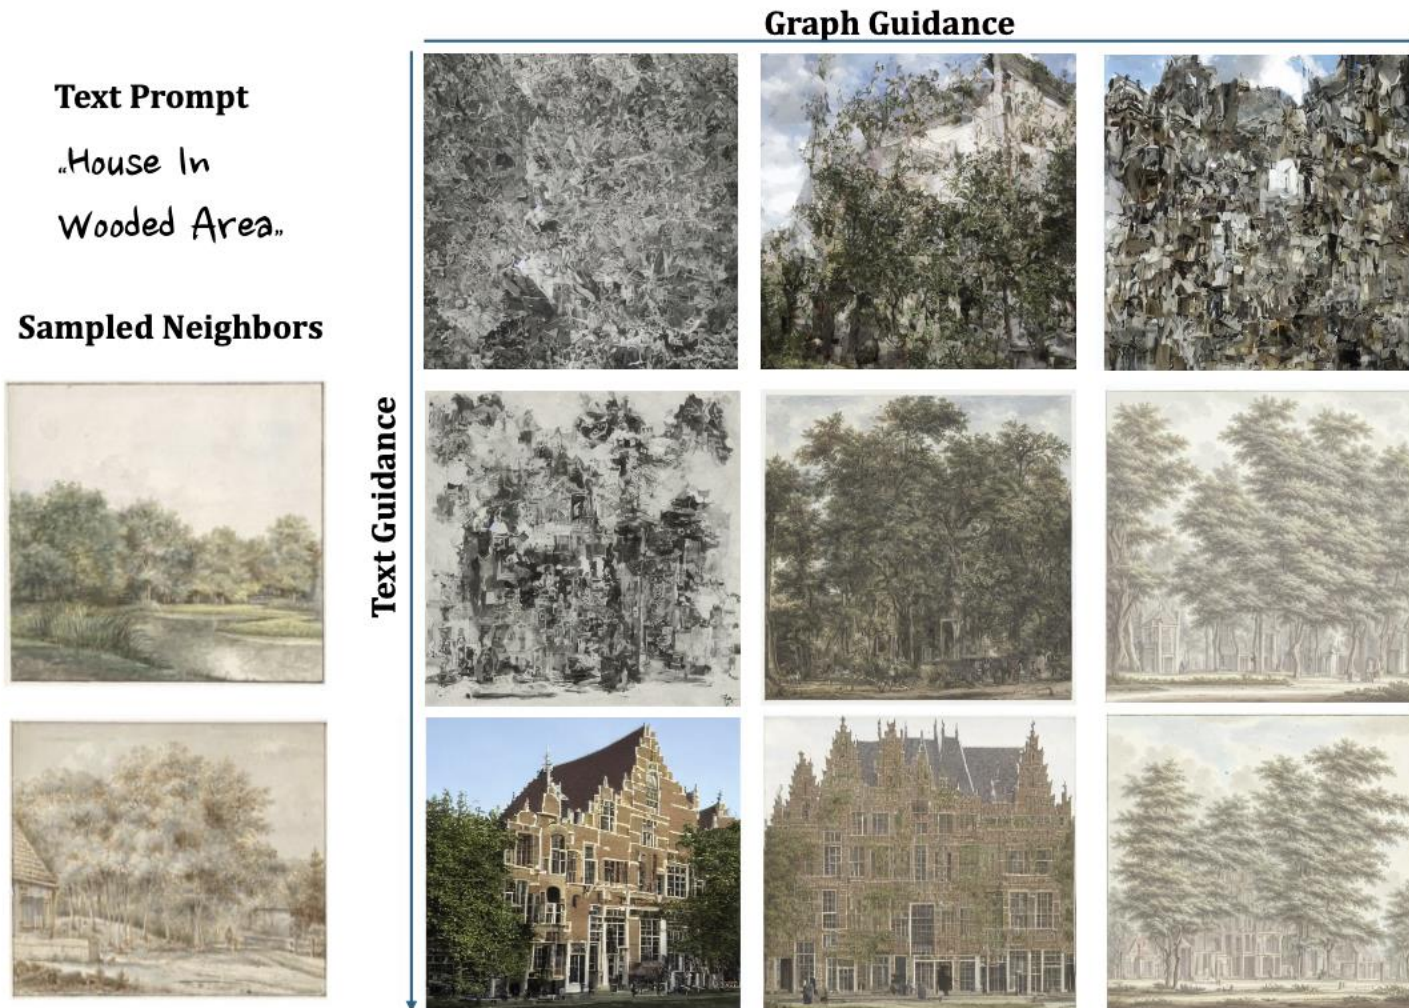 Graph Guidance
Text Prompt
„House In
Wooded Area„
Sampled Neighbors
Text Guidance